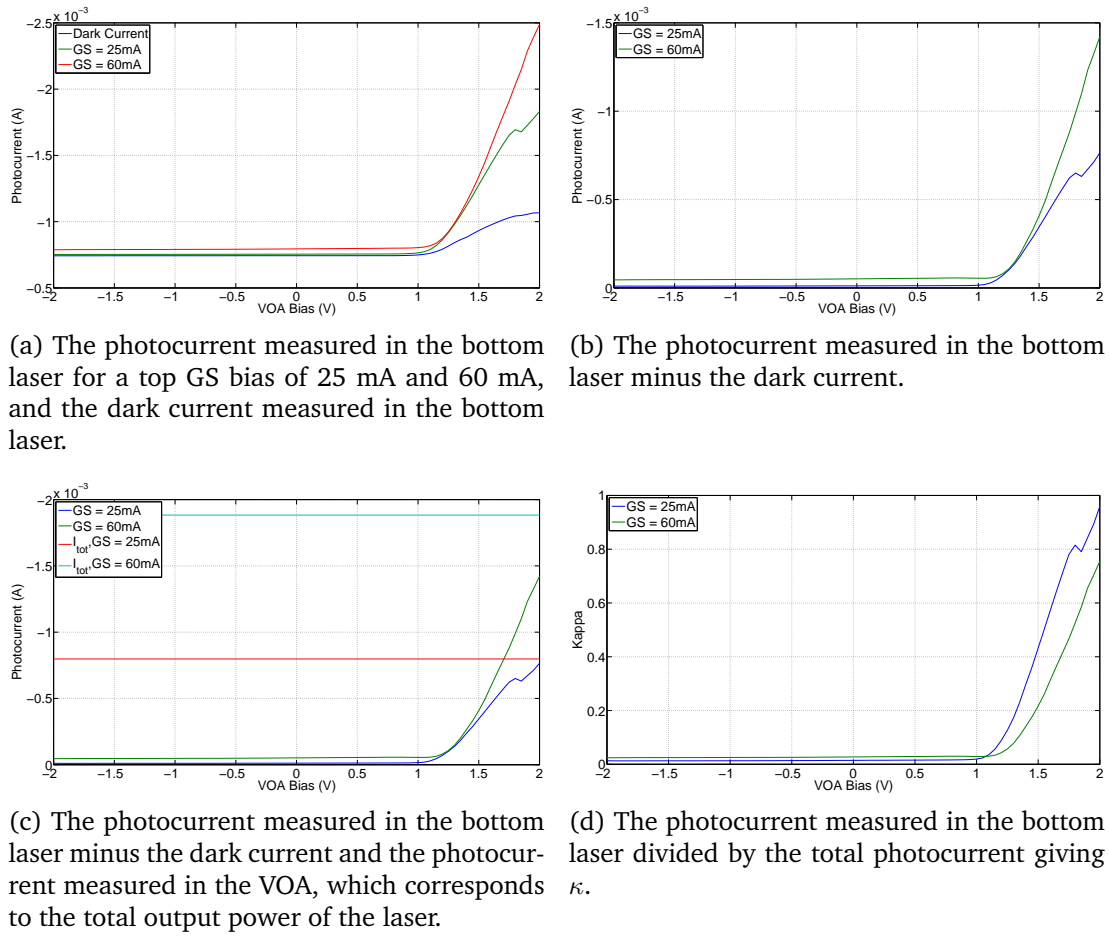 x 10⁻³
-2.5
Dark Current
GS = 25mA
GS = 60mA
-2
-1.5
-1
-0.5
Photocurrent (A)
-2 -1.5 -1 -0.5 0 0.5 1 1.5 2
VOA Bias (V)
(a) The photocurrent measured in the bottom
laser for a top GS bias of 25 mA and 60 mA,
and the dark current measured in the bottom
laser.
x 10⁻³
-1.5
GS = 25mA
GS = 60mA
-1
-0.5
0
Photocurrent (A)
-2 -1.5 -1 -0.5 0 0.5 1 1.5 2
VOA Bias (V)
(b) The photocurrent measured in the bottom
laser minus the dark current.
x 10⁻³
-2
GS = 25mA
GS = 60mA
I_tot, GS = 25mA
I_tot, GS = 60mA
-1.5
-1
-0.5
0
Photocurrent (A)
-2 -1.5 -1 -0.5 0 0.5 1 1.5 2
VOA Bias (V)
(c) The photocurrent measured in the bottom
laser minus the dark current and the photocur-
rent measured in the VOA, which corresponds
to the total output power of the laser.
1
GS = 25mA
GS = 60mA
0.8
0.6
0.4
0.2
0
Kappa
-2 -1.5 -1 -0.5 0 0.5 1 1.5 2
VOA Bias (V)
(d) The photocurrent measured in the bottom
laser divided by the total photocurrent giving
κ.